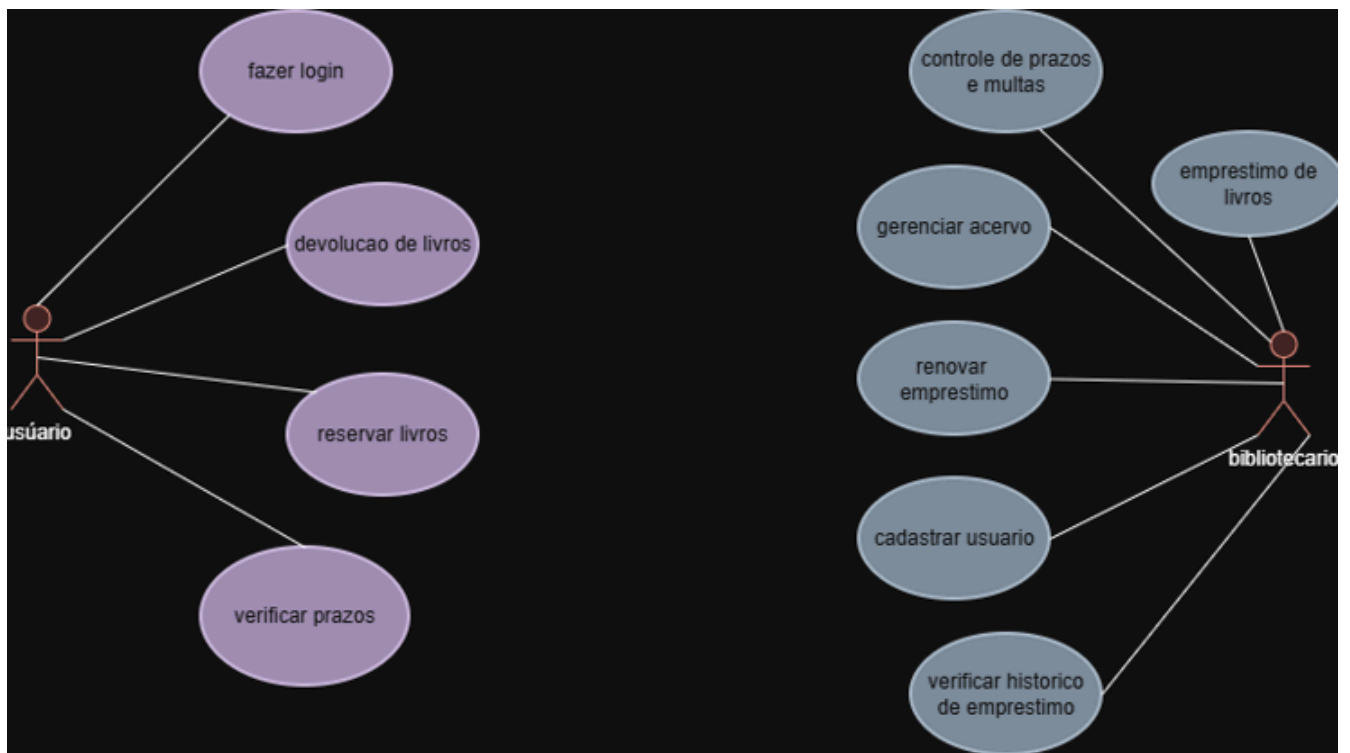 fazer login
devolucao de livros
reservar livros
verificar prazos
usúario
controle de prazos
e multas
emprestimo de
livros
gerenciar acervo
renovar
emprestimo
cadastrar usuario
verificar historico
de emprestimo
bibliotecario